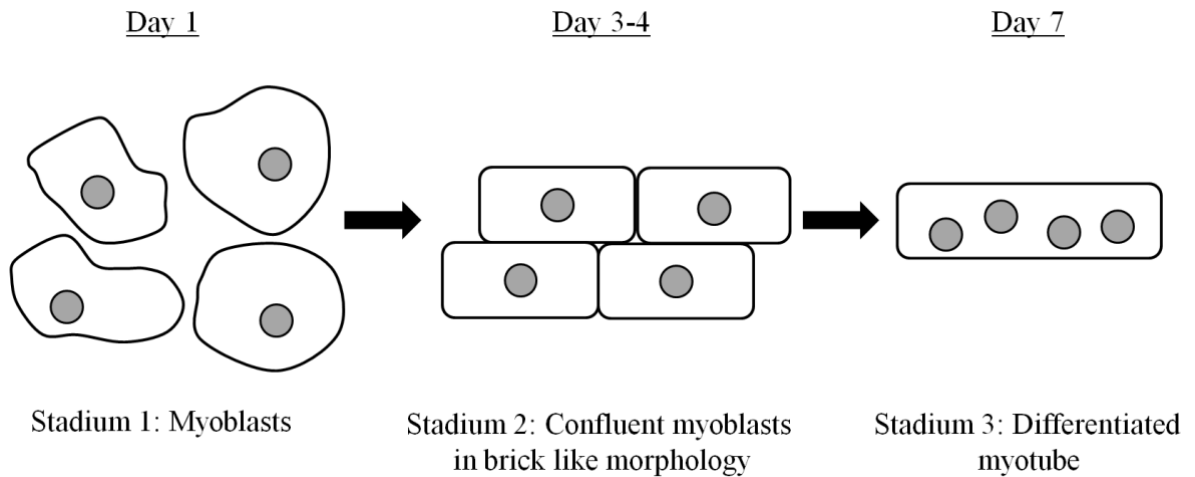 Day 1
Day 3-4
Day 7
Stadium 1: Myoblasts
Stadium 2: Confluent myoblasts
in brick like morphology
Stadium 3: Differentiated
myotube